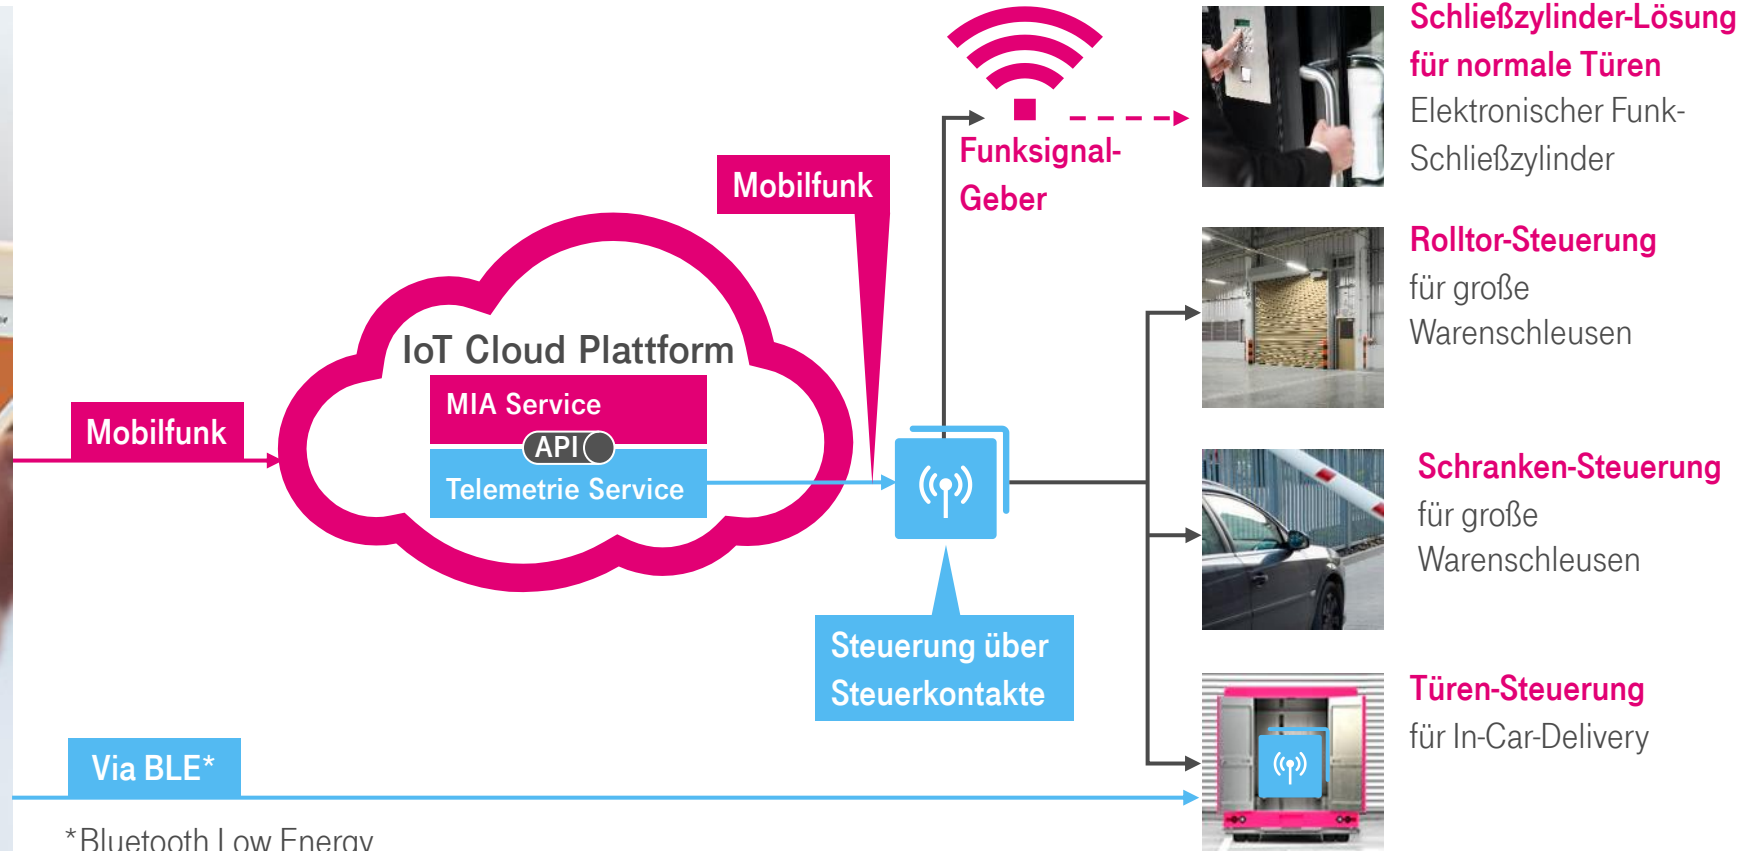 Mobilfunk
IoT Cloud Plattform
MIA Service
API
Telemetrie Service
Mobilfunk
Funksignal-
Geber
Steuerung über
Steuerkontakte
Via BLE*
*Bluetooth Low Energy
Schließzylinder-Lösung
für normale Türen
Elektronischer Funk-
Schließzylinder
Rolltor-Steuerung
für große
Warenschleusen
Schranken-Steuerung
für große
Warenschleusen
Türen-Steuerung
für In-Car-Delivery